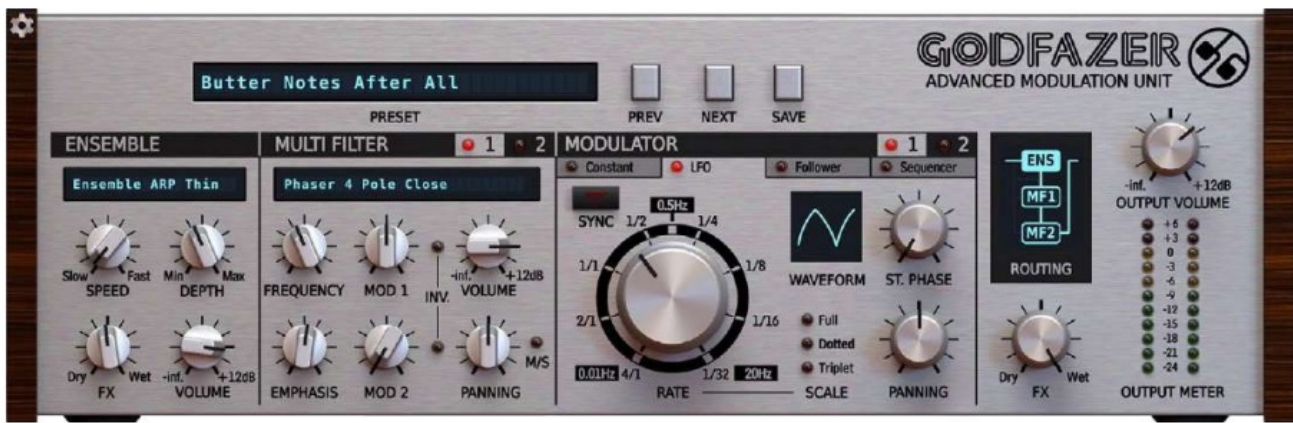 GODFAZER
ADVANCED MODULATION UNIT
Butter Notes After All
PRESET
PREV NEXT SAVE
ENSEMBLE
Ensemble ARP Thin
Slow Fast
SPEED
Min Max
DEPTH
Dry Wet
FX
-inf. +12dB
VOLUME
MULTI FILTER 1 2
Phaser 4 Pole Close
FREQUENCY
MOD 1
INV.
-inf. +12dB
VOLUME
EMPHASIS
MOD 2
PANNING
M/S
MODULATOR 1 2
Constant LFO Follower Sequencer
SYNC
0.5Hz
1/2 1/4
1/1 1/8
2/1 1/16
0.01Hz 4/1 1/32 20Hz
RATE
WAVEFORM
Full
Dotted
Triplet
SCALE
ST. PHASE
PANNING
ENS
MF1
MF2
ROUTING
Dry Wet
FX
-inf. +12dB
OUTPUT VOLUME
+6
+3
0
-3
-6
-9
-12
-15
-18
-21
-24
OUTPUT METER